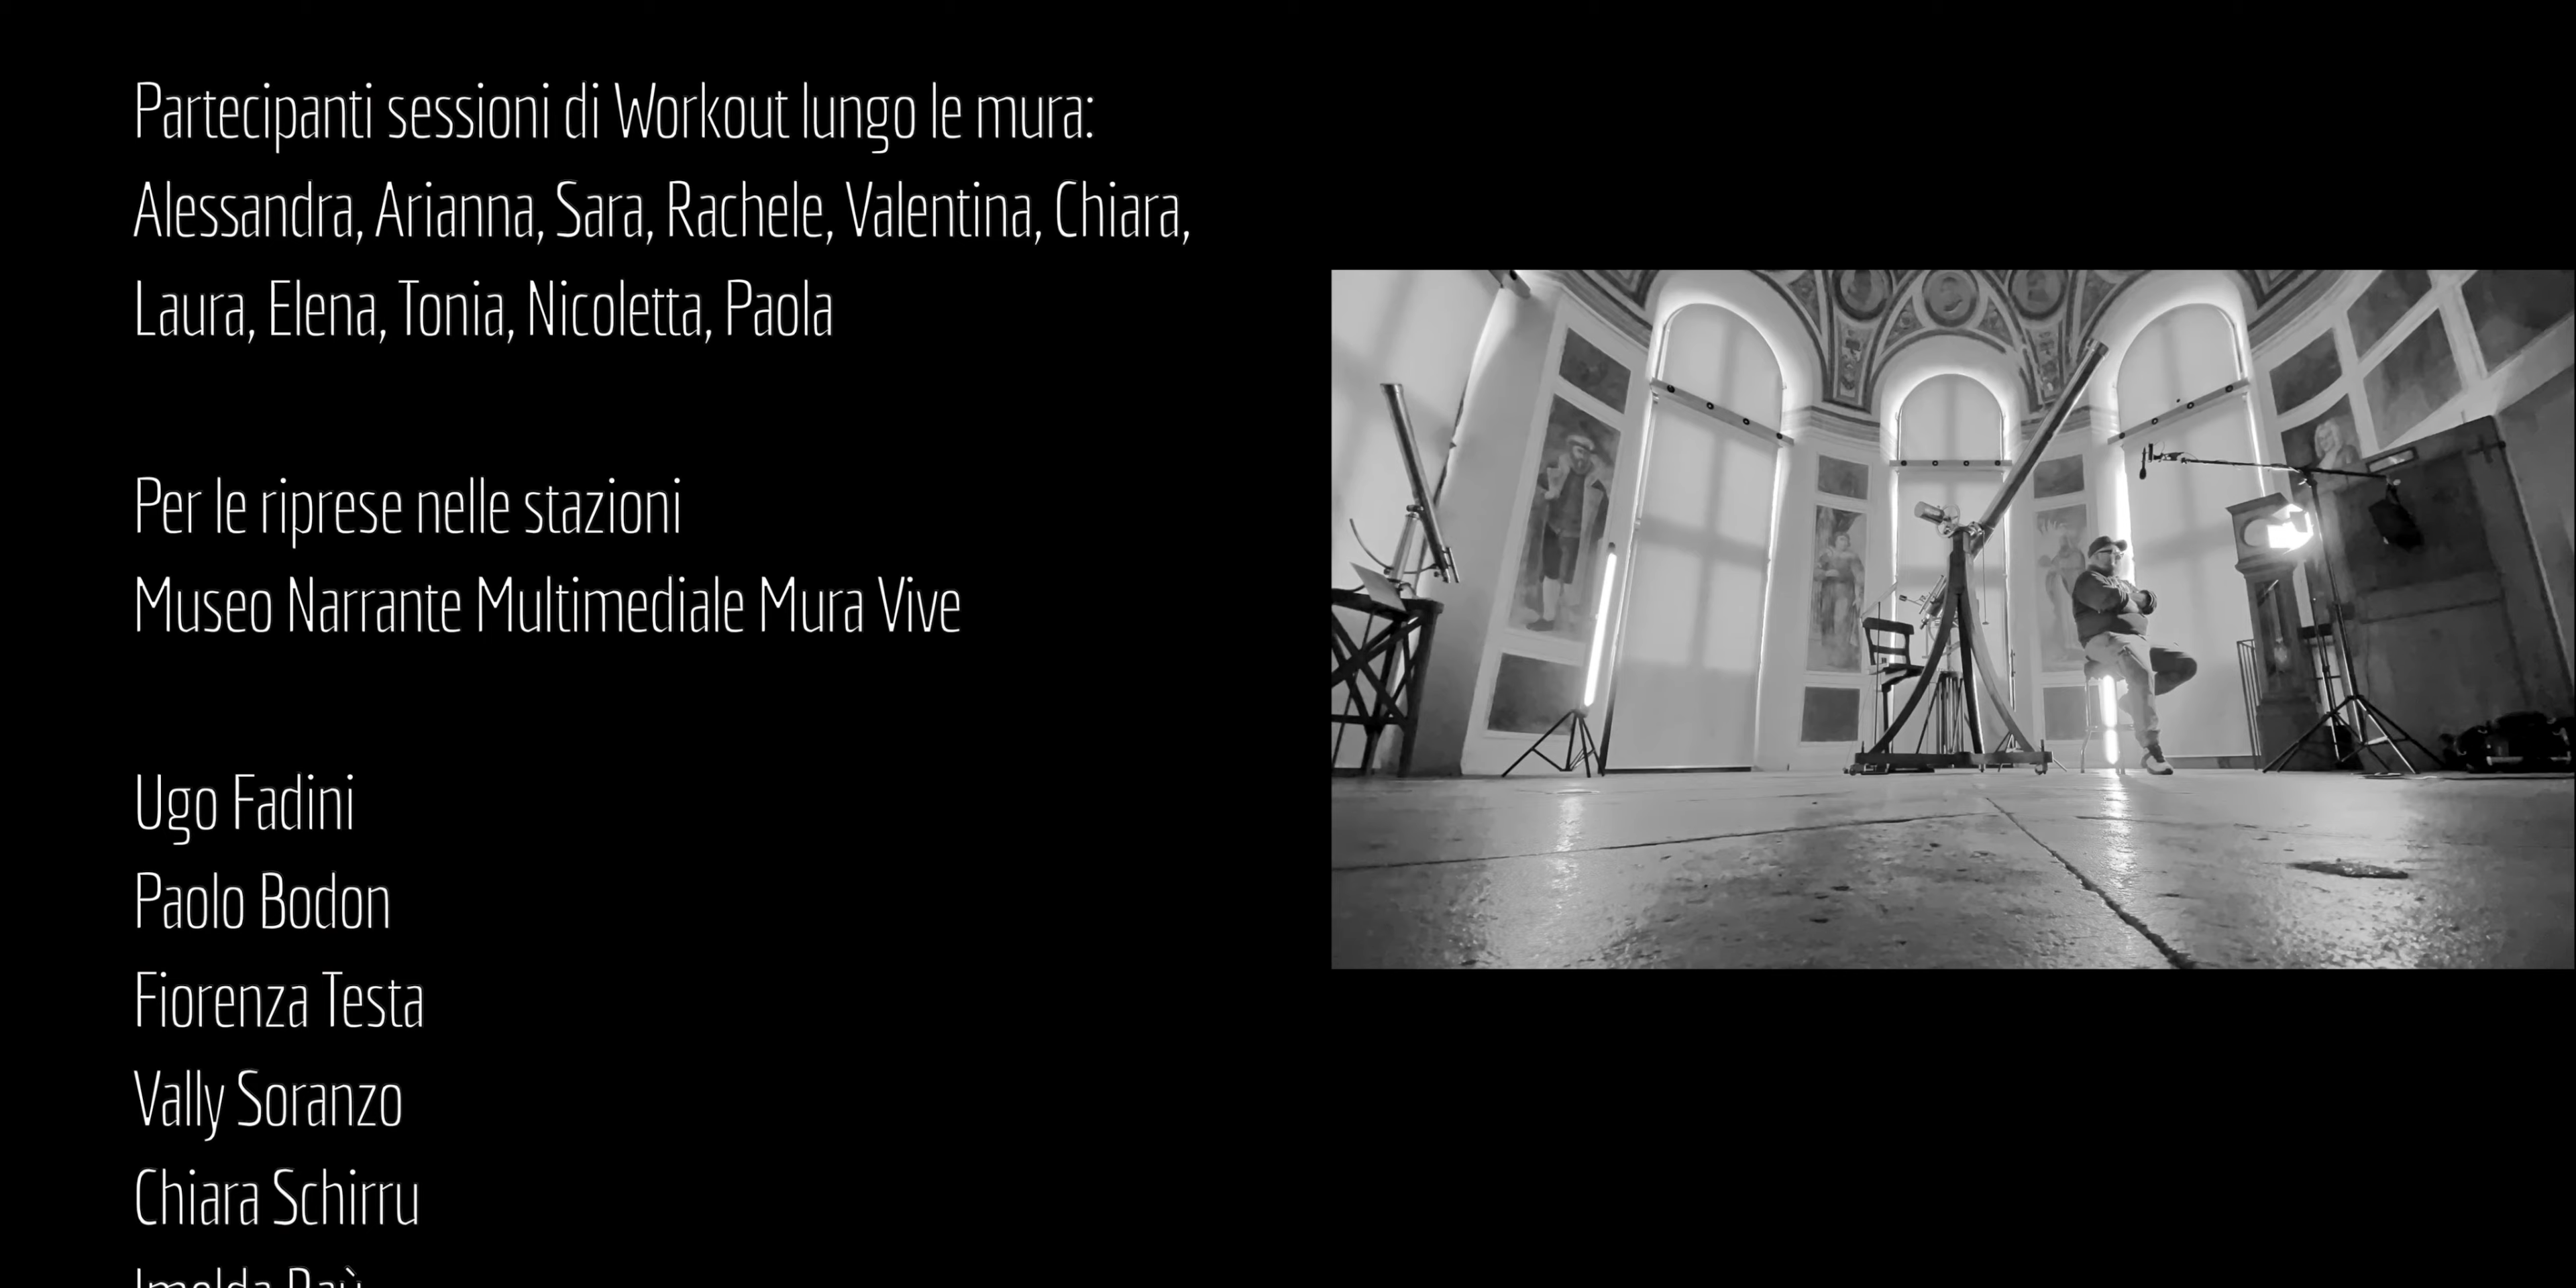 Partecipanti sessioni di Workout lungo le mura:
Alessandra, Arianna, Sara, Rachele, Valentina, Chiara,
Laura, Elena, Tonia, Nicoletta, Paola
Per le riprese nelle stazioni
Museo Narrante Multimediale Mura Vive
Ugo Fadini
Paolo Bodon
Fiorenza Testa
Vally Soranzo
Chiara Schirru